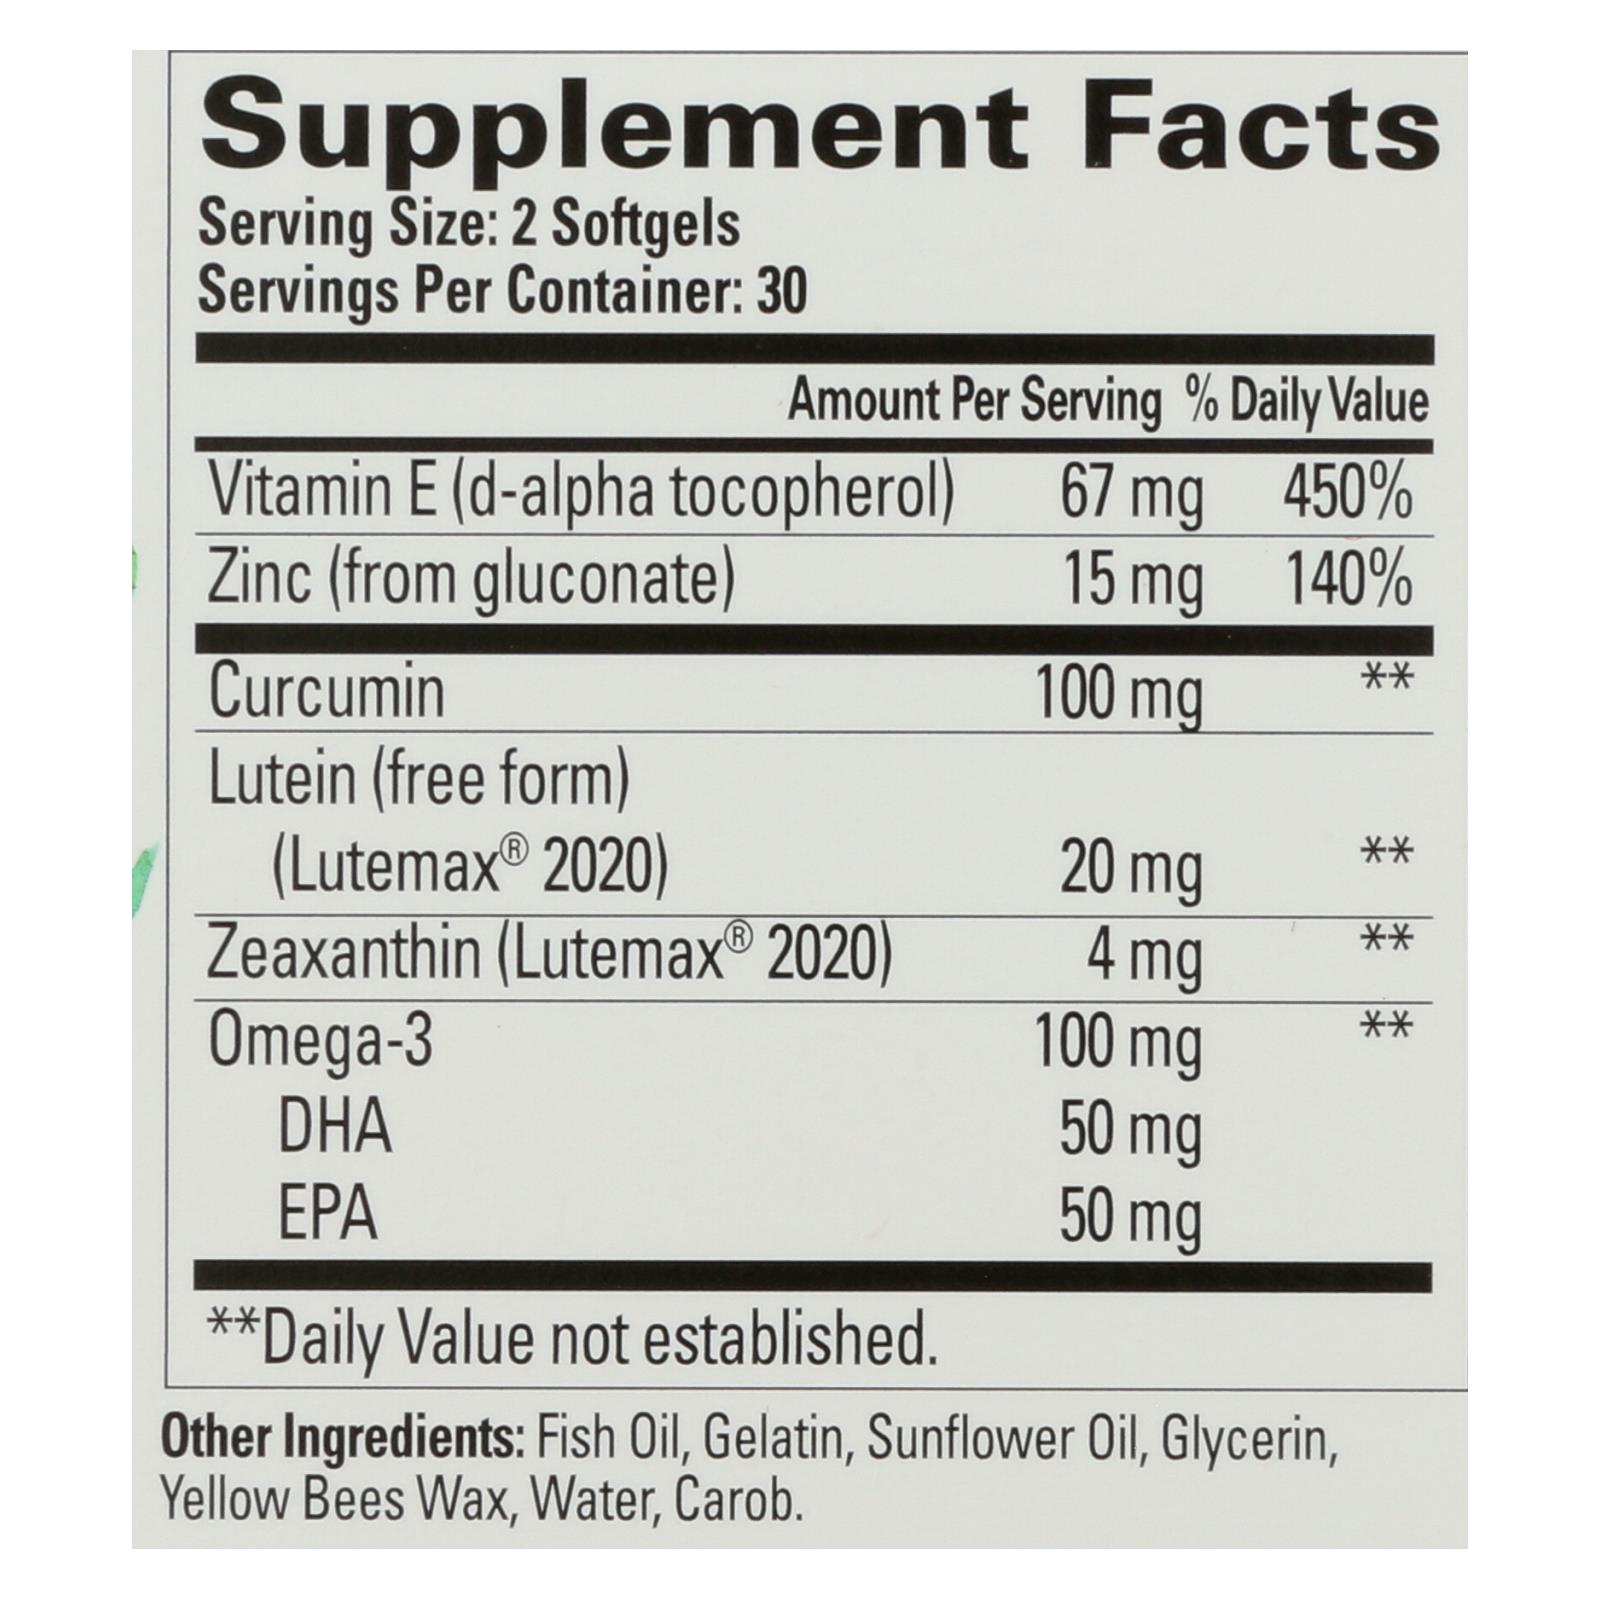 Supplement Facts
Serving Size: 2 Softgels
Servings Per Container: 30
Amount Per Serving % Daily Value
Vitamin E (d-alpha tocopherol) 67 mg 450%
Zinc (from gluconate) 15 mg 140%
Curcumin 100 mg **
Lutein (free form)
(Lutemax® 2020) 20 mg **
Zeaxanthin (Lutemax® 2020) 4 mg **
Omega-3 100 mg **
DHA 50 mg
EPA 50 mg
**Daily Value not established.
Other Ingredients: Fish Oil, Gelatin, Sunflower Oil, Glycerin,
Yellow Bees Wax, Water, Carob.